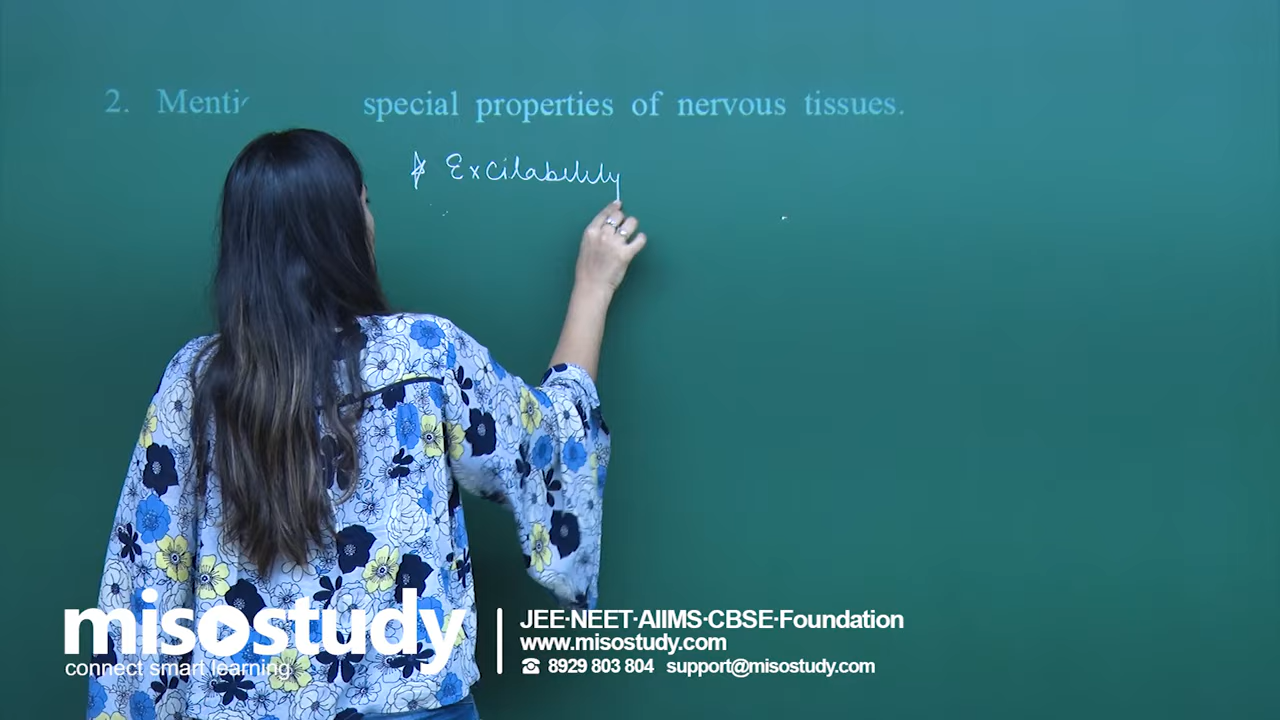 2. Menti special properties of nervous tissues.
* Excitability
misostudy
connect smart learning
JEE·NEET·AIIMS·CBSE·Foundation
www.misostudy.com
☎ 8929 803 804 support@misostudy.com